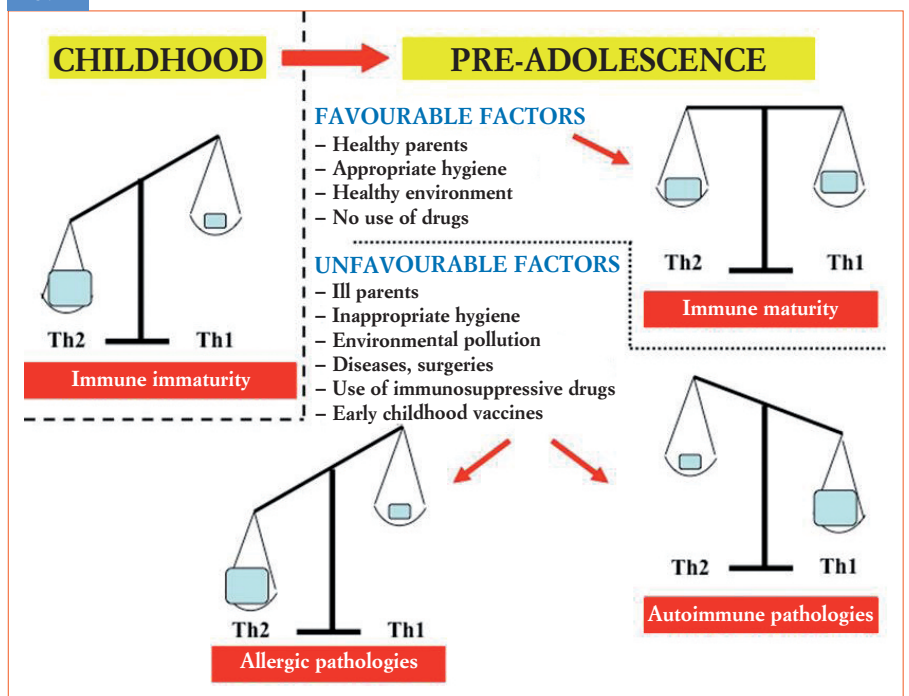 CHILDHOOD
PRE-ADOLESCENCE
FAVOURABLE FACTORS
– Healthy parents
– Appropriate hygiene
– Healthy environment
– No use of drugs
Th2 Th1
Immune immaturity
Th2 Th1
Immune maturity
UNFAVOURABLE FACTORS
– Ill parents
– Inappropriate hygiene
– Environmental pollution
– Diseases, surgeries
– Use of immunosuppressive drugs
– Early childhood vaccines
Th2 Th1
Allergic pathologies
Th2 Th1
Autoimmune pathologies